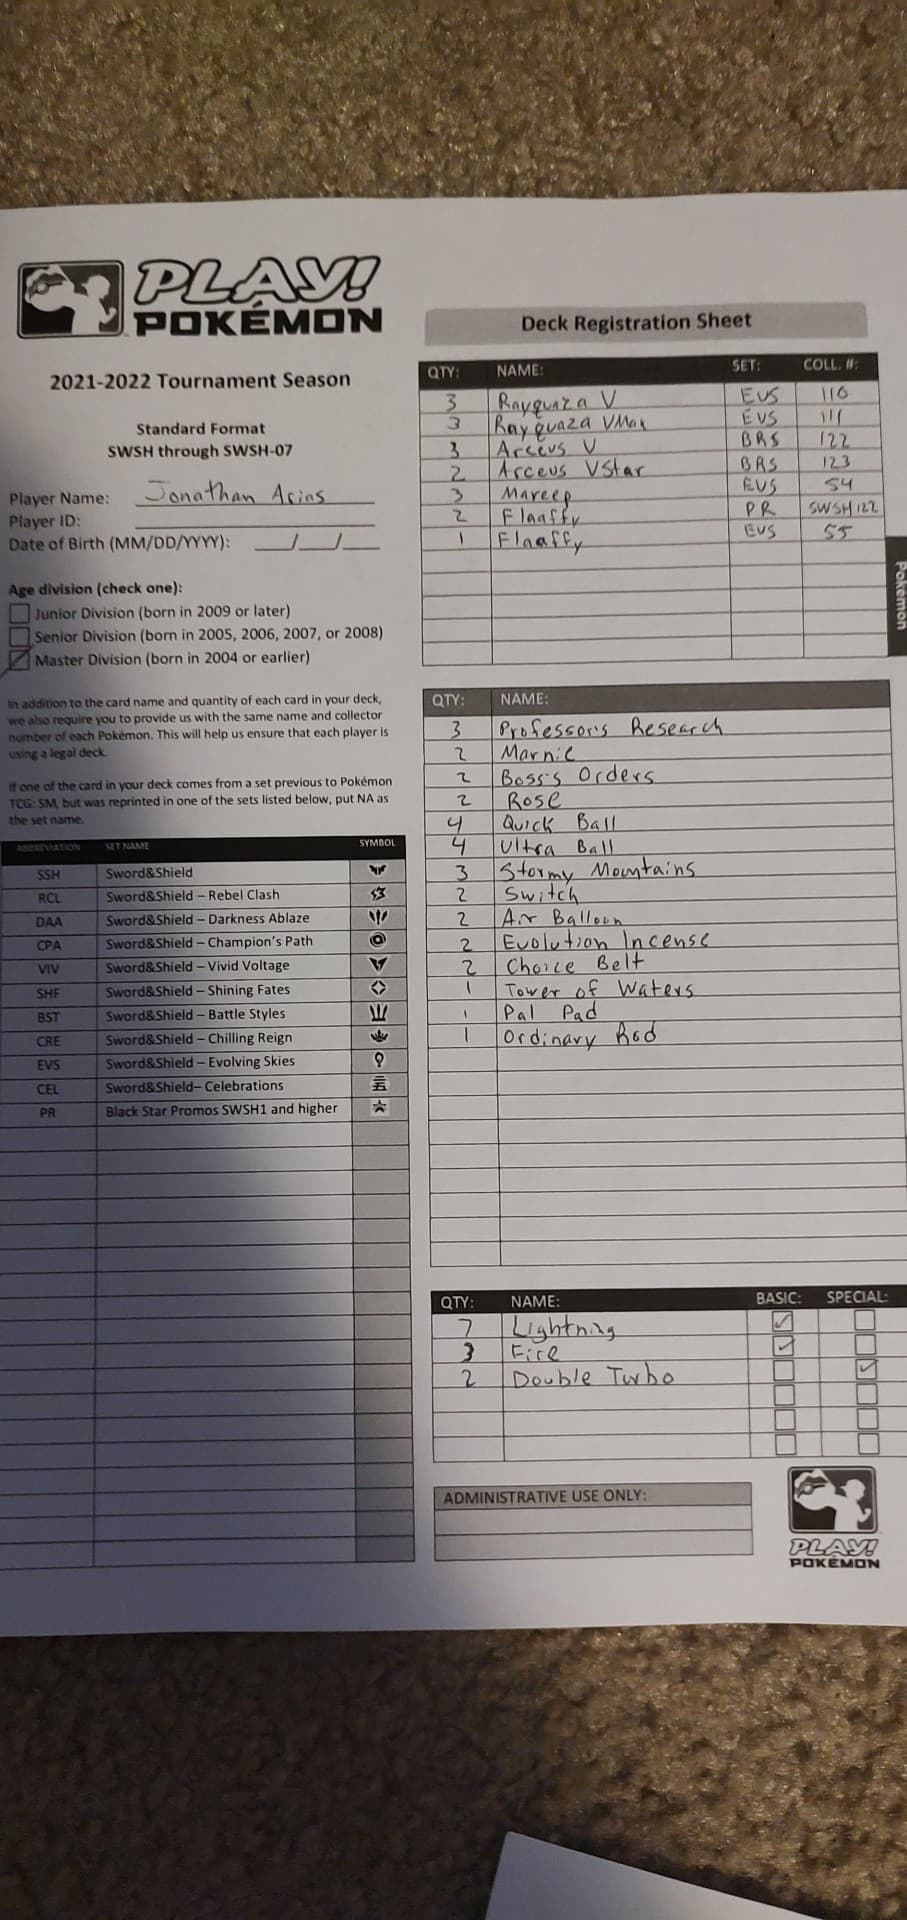 PLAY!
POKÉMON
2021-2022 Tournament Season
Standard Format
SWSH through SWSH-07
Player Name: Jonathan Arias
Player ID:
Date of Birth (MM/DD/YYYY): __/__/__
Age division (check one):
Junior Division (born in 2009 or later)
Senior Division (born in 2005, 2006, 2007, or 2008)
Master Division (born in 2004 or earlier)
In addition to the card name and quantity of each card in your deck,
we also require you to provide us with the same name and collector
number of each Pokémon. This will help us ensure that each player is
using a legal deck.
If one of the card in your deck comes from a set previous to Pokémon
TCG: SM, but was reprinted in one of the sets listed below, put NA as
the set name.
ABBREVIATION SET NAME SYMBOL
SSH Sword&Shield
RCL Sword&Shield – Rebel Clash
DAA Sword&Shield – Darkness Ablaze
CPA Sword&Shield – Champion's Path
VIV Sword&Shield – Vivid Voltage
SHF Sword&Shield – Shining Fates
BST Sword&Shield – Battle Styles
CRE Sword&Shield – Chilling Reign
EVS Sword&Shield – Evolving Skies
CEL Sword&Shield– Celebrations
PR Black Star Promos SWSH1 and higher
Deck Registration Sheet
QTY: NAME: SET: COLL. #:
3 Rayquaza V EVS 110
3 Rayquaza VMax EVS 111
3 Arceus V BRS 122
2 Arceus VStar BRS 123
3 Mareep EVS 54
2 Flaaffy PR SWSH122
1 Flaaffy EVS 55
Pokémon
QTY: NAME:
3 Professor's Research
2 Marnie
2 Boss's Orders
2 Rose
4 Quick Ball
4 Ultra Ball
3 Stormy Mountains
2 Switch
2 Air Balloon
2 Evolution Incense
2 Choice Belt
1 Tower of Waters
1 Pal Pad
1 Ordinary Rod
QTY: NAME: BASIC: SPECIAL:
7 Lightning
3 Fire
2 Double Turbo
ADMINISTRATIVE USE ONLY:
PLAY!
POKÉMON